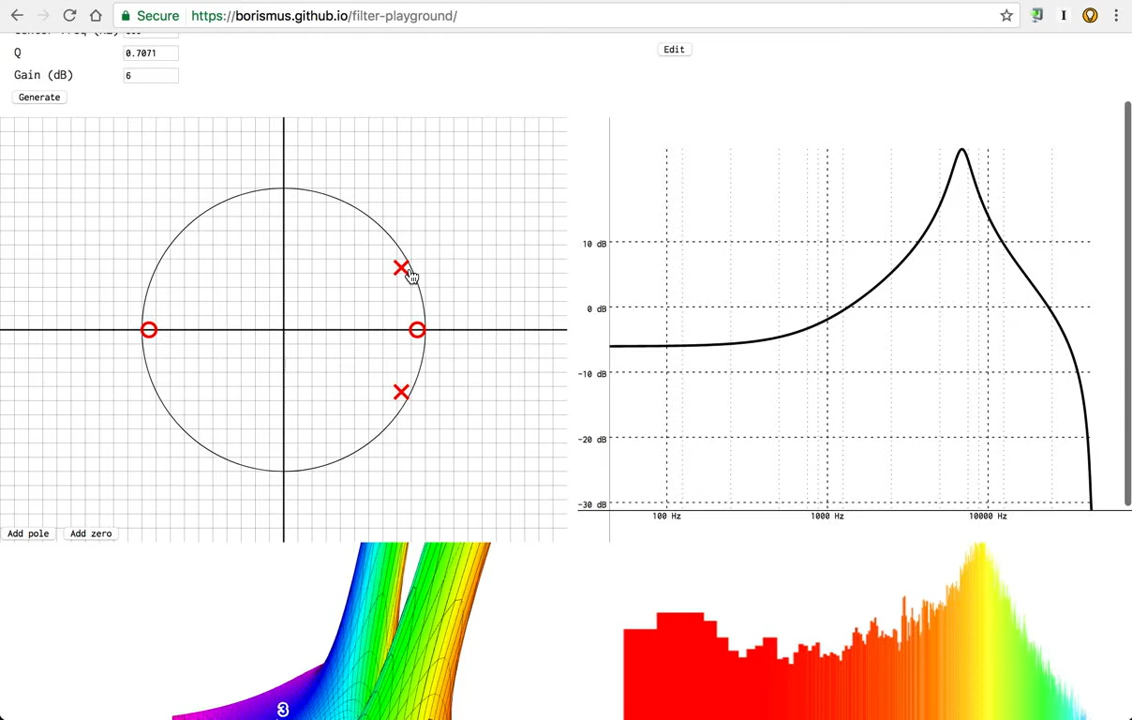 Secure https://borismus.github.io/filter-playground/
Q 0.7071
Gain (dB) 6
Generate
Edit
10 dB
0 dB
-10 dB
-20 dB
-30 dB
100 Hz 1000 Hz 10000 Hz
Add pole Add zero
3